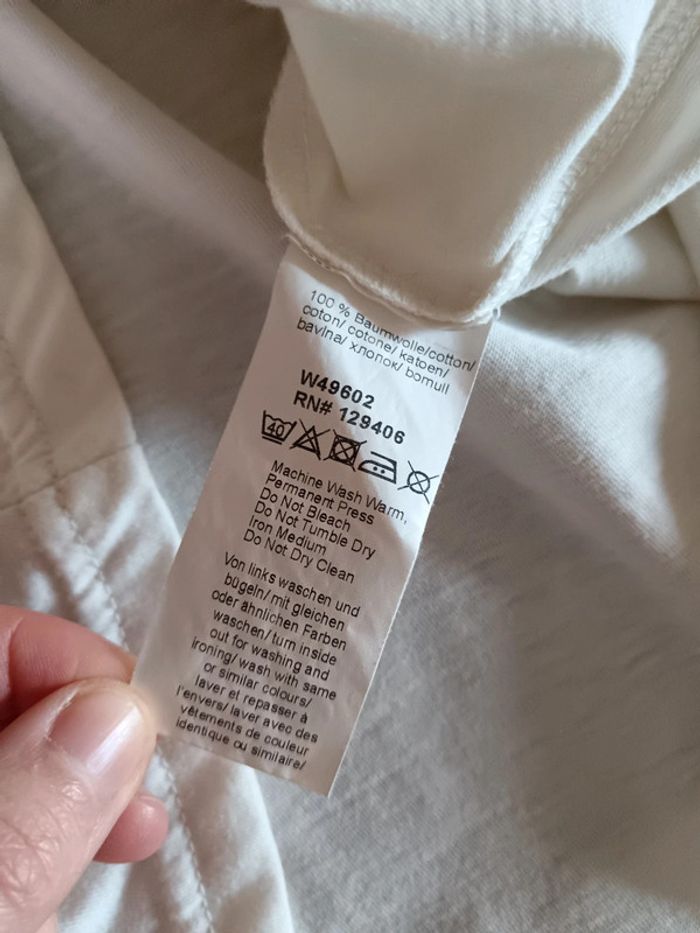 100 % Baumwolle/cotton/
coton/ cotone/ katoen/
bavlna/ хлопок/ bomull
W49602
RN# 129406
40
Machine Wash Warm,
Permanent Press
Do Not Bleach
Do Not Tumble Dry
Iron Medium
Do Not Dry Clean
Von links waschen und
bügeln/ mit gleichen
oder ähnlichen Farben
waschen/ turn inside
out for washing and
ironing/ wash with same
or similar colours/
laver et repasser à
l'envers/ laver avec des
vêtements de couleur
identique ou similaire/